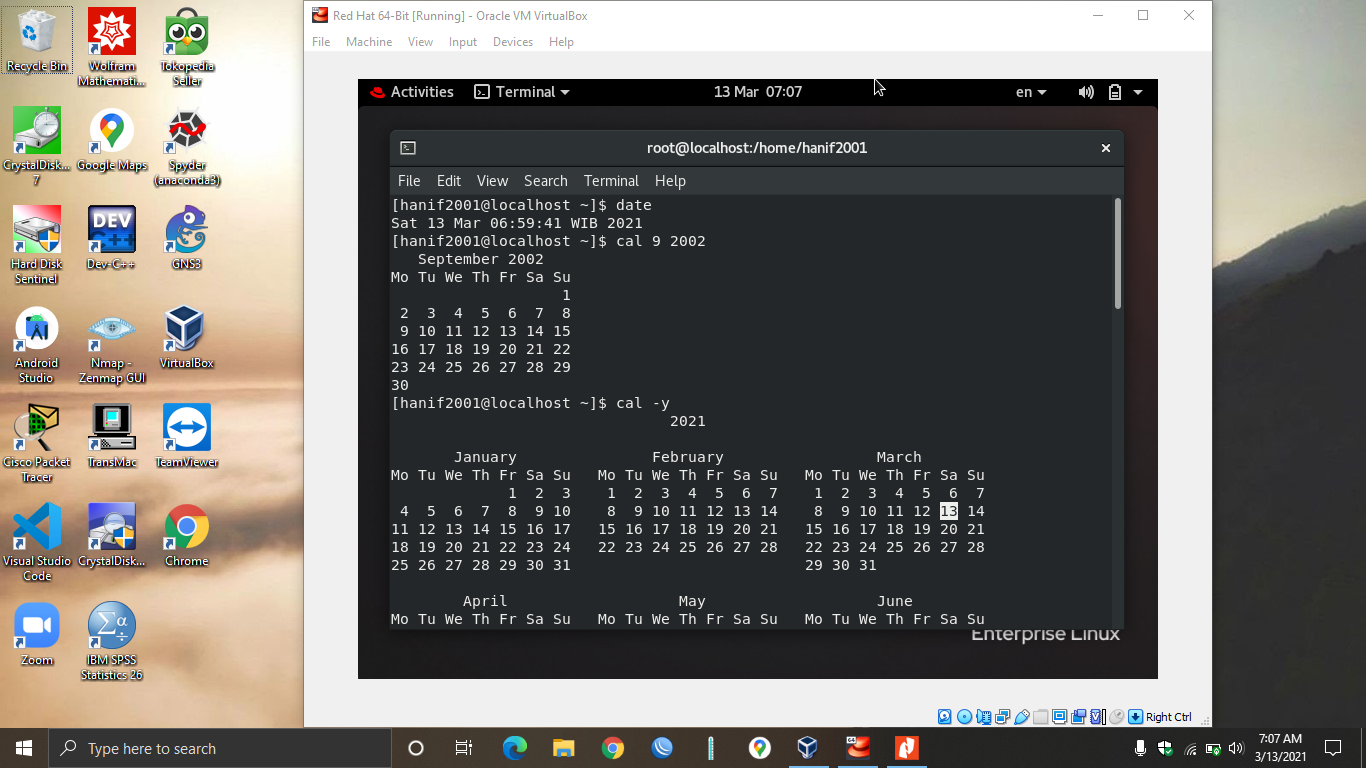 Recycle Bin
Wolfram
Mathemati...
Tokopedia
Seller
CrystalDisk...
7
Google Maps
Spyder
(anaconda3)
Hard Disk
Sentinel
DEV
Dev-C++
GNS3
Android
Studio
Nmap -
Zenmap GUI
VirtualBox
Cisco Packet
Tracer
TransMac
TeamViewer
Visual Studio
Code
CrystalDisk...
Chrome
Zoom
IBM SPSS
Statistics 26
Red Hat 64-Bit [Running] - Oracle VM VirtualBox
File Machine View Input Devices Help
Activities Terminal 13 Mar 07:07 en
root@localhost:/home/hanif2001
File Edit View Search Terminal Help
[hanif2001@localhost ~]$ date
Sat 13 Mar 06:59:41 WIB 2021
[hanif2001@localhost ~]$ cal 9 2002
September 2002
Mo Tu We Th Fr Sa Su
1
2 3 4 5 6 7 8
9 10 11 12 13 14 15
16 17 18 19 20 21 22
23 24 25 26 27 28 29
30
[hanif2001@localhost ~]$ cal -y
2021
January February March
Mo Tu We Th Fr Sa Su Mo Tu We Th Fr Sa Su Mo Tu We Th Fr Sa Su
1 2 3 1 2 3 4 5 6 7 1 2 3 4 5 6 7
4 5 6 7 8 9 10 8 9 10 11 12 13 14 8 9 10 11 12 13 14
11 12 13 14 15 16 17 15 16 17 18 19 20 21 15 16 17 18 19 20 21
18 19 20 21 22 23 24 22 23 24 25 26 27 28 22 23 24 25 26 27 28
25 26 27 28 29 30 31 29 30 31
April May June
Mo Tu We Th Fr Sa Su Mo Tu We Th Fr Sa Su Mo Tu We Th Fr Sa Su
Enterprise Linux
Right Ctrl
Type here to search
7:07 AM
3/13/2021